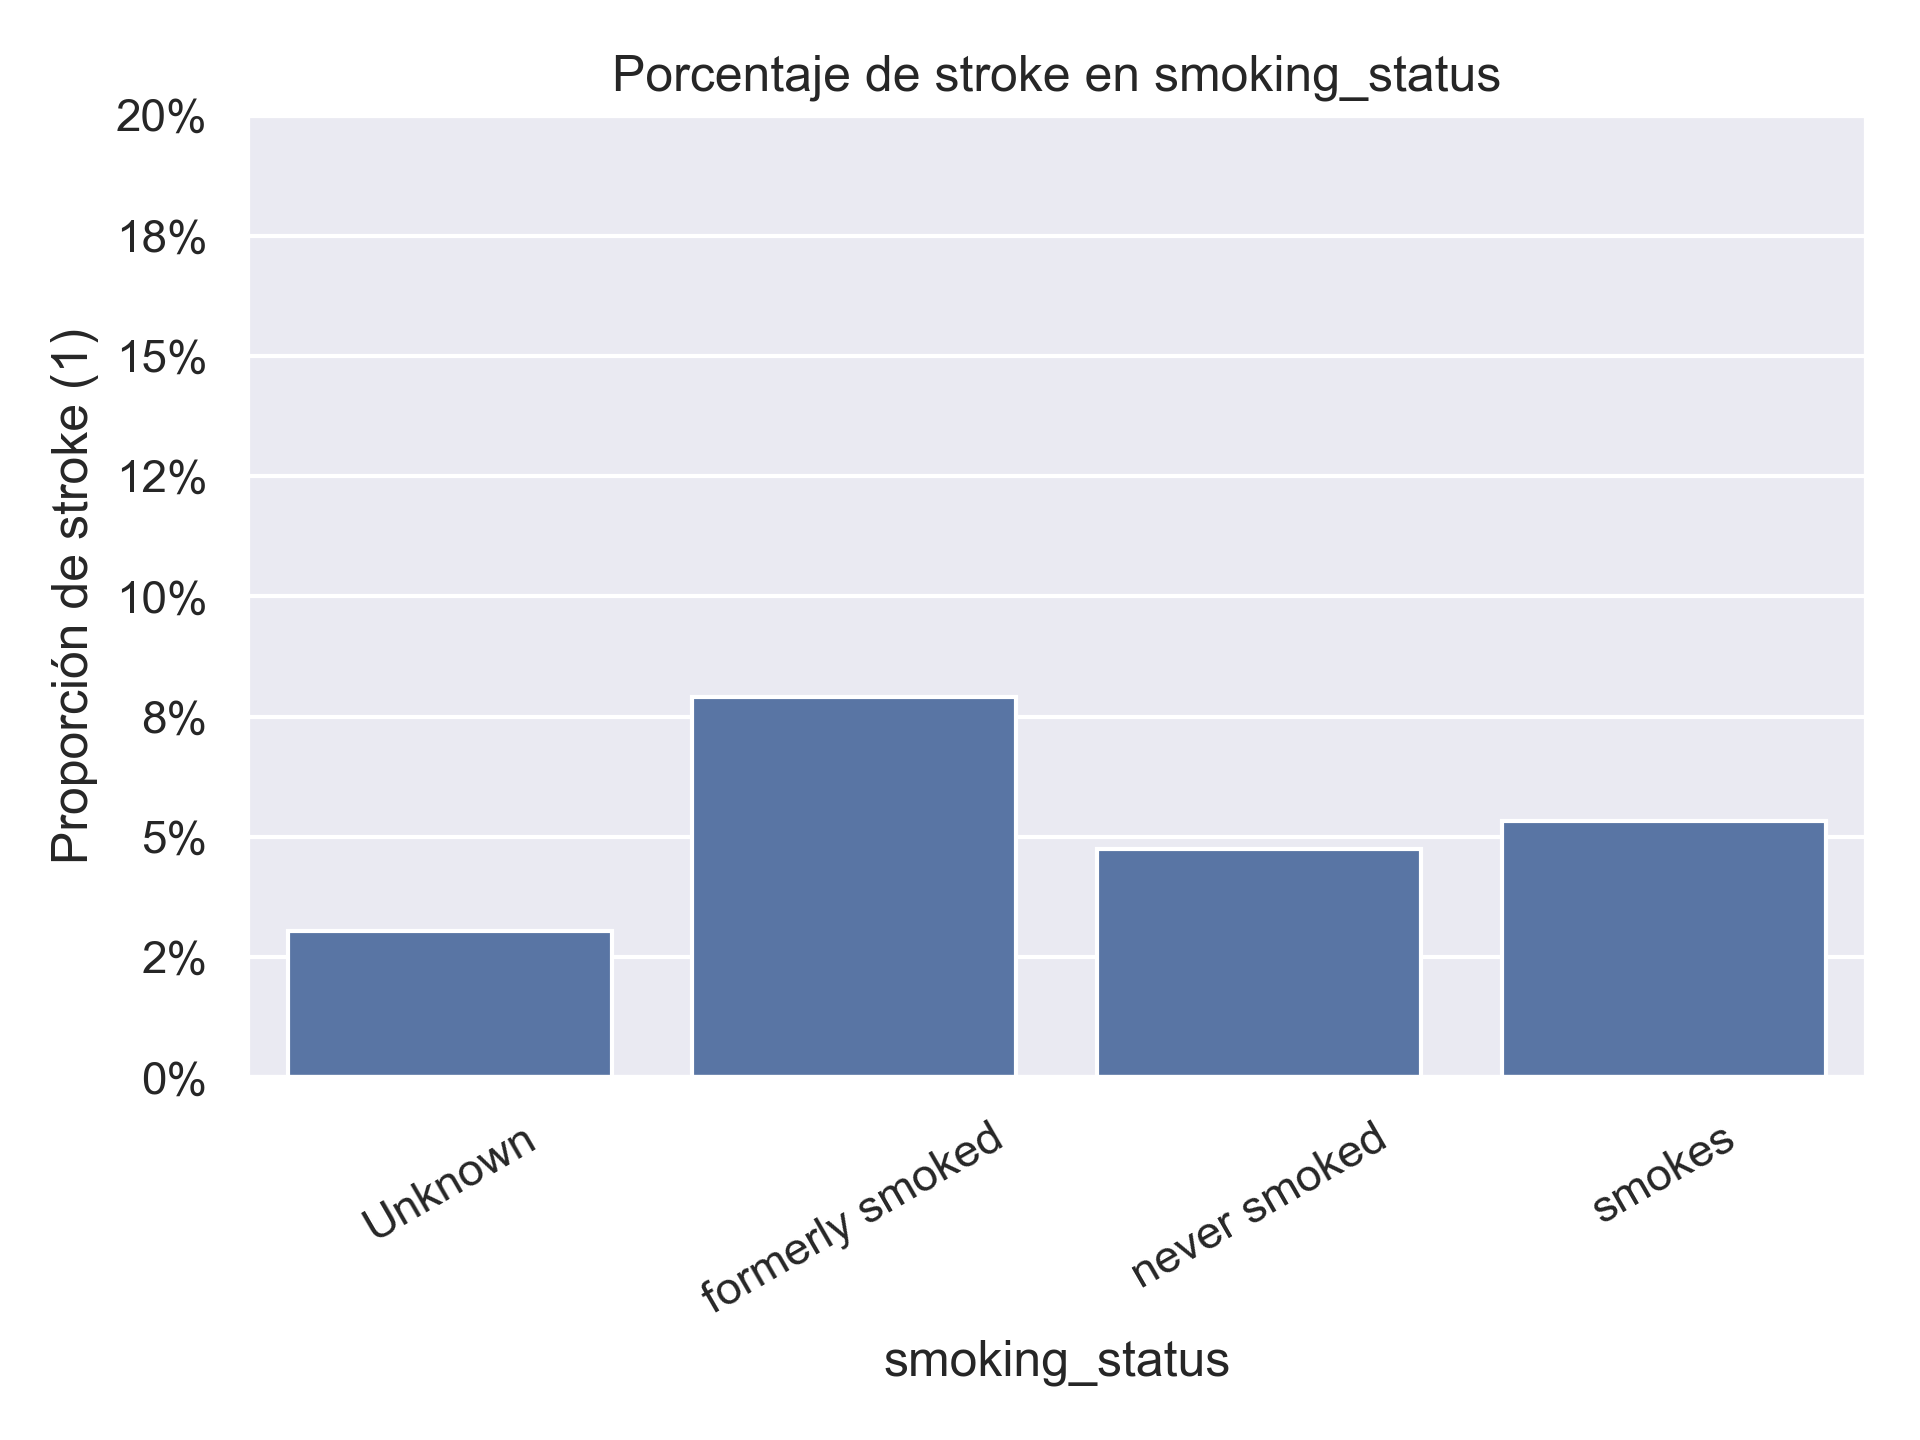 Porcentaje de stroke en smoking_status
20%
18%
15%
12%
10%
8%
5%
2%
0%
Proporción de stroke (1)
Unknown
formerly smoked
never smoked
smokes
smoking_status